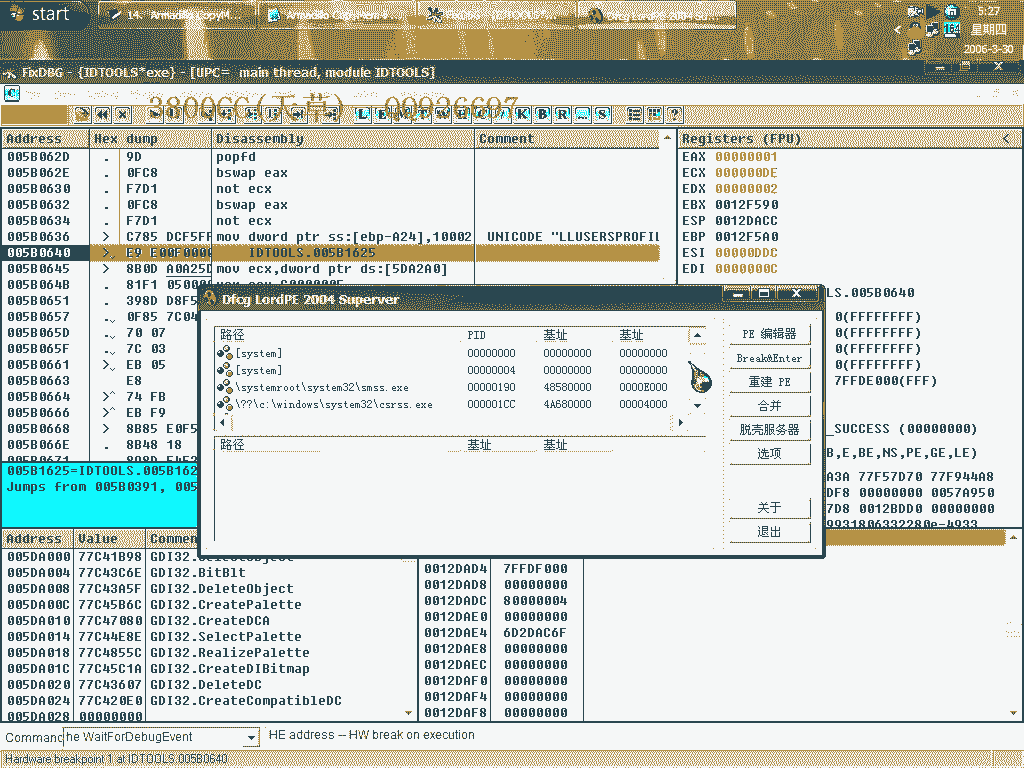 start
14. Armadillo CopyM...
Armadillo CopyMem-II...
FixDBG - {IDTOOLS*...
Dfcg LordPE 2004 Su...
5:27
164
星期四
2006-3-30
FixDBG - {IDTOOLS*exe} - [UPC= main thread, module IDTOOLS]
C
K B R ... S
Address Hex dump Disassembly Comment
005B062D . 9D popfd
005B062E . 0FC8 bswap eax
005B0630 . F7D1 not ecx
005B0632 . 0FC8 bswap eax
005B0634 . F7D1 not ecx
005B0636 > C785 DCF5FF mov dword ptr ss:[ebp-A24],10002 UNICODE "LLUSERSPROFIL
005B0640 >. E9 E00F0000 IDTOOLS.005B1625
005B0645 > 8B0D A0A25D mov ecx,dword ptr ds:[5DA2A0]
005B064B . 81F1 05000
005B0651 . 398D D8F5
005B0657 . 0F85 7C04
005B065D . 70 07
005B065F . 7C 03
005B0661 > EB 05
005B0663 E8
005B0664 >^ 74 FB
005B0666 >^ EB F9
005B0668 > 8B85 E0F5
005B066E . 8B48 18
Registers (FPU) <
EAX 00000001
ECX 000000DE
EDX 00000002
EBX 0012F590
ESP 0012DACC
EBP 0012F5A0
ESI 00000DDC
EDI 0000000C
LS.005B0640
0(FFFFFFFF)
0(FFFFFFFF)
0(FFFFFFFF)
0(FFFFFFFF)
7FFDE000(FFF)
_SUCCESS (00000000)
B,E,BE,NS,PE,GE,LE)
A3A 77F57D70 77F944A8
DF8 00000000 0057A950
7D8 0012BDD0 00000000
9931806332280e-4933
005B1625=IDTOOLS.005B162
Jumps from 005B0391, 005
Dfcg LordPE 2004 Superver
路径 PID 基址 基址
[system] 00000000 00000000 00000000
[system] 00000004 00000000 00000000
\systemroot\system32\smss.exe 00000190 48580000 0000E000
\??\c:\windows\system32\csrss.exe 000001CC 4A680000 00004000
路径 基址 基址
PE 编辑器
Break&Enter
重建 PE
合并
脱壳服务器
选项
关于
退出
Address Value Commen
005DA000 77C41B98 GDI32.DeleteObject
005DA004 77C43C6E GDI32.BitBlt
005DA008 77C43A5F GDI32.DeleteObject
005DA00C 77C45B6C GDI32.CreatePalette
005DA010 77C47080 GDI32.CreateDCA
005DA014 77C44E8E GDI32.SelectPalette
005DA018 77C4855C GDI32.RealizePalette
005DA01C 77C45C1A GDI32.CreateDIBitmap
005DA020 77C43607 GDI32.DeleteDC
005DA024 77C420E0 GDI32.CreateCompatibleDC
005DA028 00000000
0012DAD4 7FFDF000
0012DAD8 00000000
0012DADC 80000004
0012DAE0 00000000
0012DAE4 6D2DAC6F
0012DAE8 00000000
0012DAEC 00000000
0012DAF0 00000000
0012DAF4 00000000
0012DAF8 00000000
Command he WaitForDebugEvent HE address -- HW break on execution
Hardware breakpoint 1 at IDTOOLS.005B0640